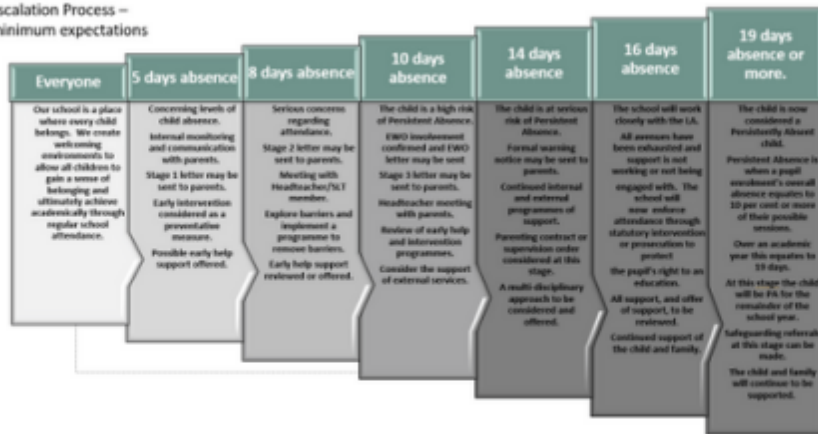 scalation Process –
inimum expectations
Everyone
Our school is a place
where every child
belongs. We create
welcoming
environments to
allow all children to
gain a sense of
belonging and
ultimately achieve
academically through
regular school
attendance.
5 days absence
Concerning levels of
child absence.
Internal monitoring
and communication
with parents.
Stage 1 letter may be
sent to parents.
Early intervention
considered as a
preventative
measure.
Possible early help
support offered.
8 days absence
Serious concerns
regarding
attendance.
Stage 2 letter may be
sent to parents.
Meeting with
Headteacher/SLT
member.
Explore barriers and
implement a
programme to
remove barriers.
Early help support
reviewed or offered.
10 days
absence
The child is a high risk
of Persistent Absence.
EWO involvement
confirmed and EWO
letter may be sent
Stage 3 letter may be
sent to parents.
Headteacher meeting
with parents.
Review of early help
and intervention
programmes.
Consider the support
of external services.
14 days
absence
The child is at serious
risk of Persistent
Absence.
Formal warning
notice may be sent to
parents.
Continued internal
and external
programmes of
support.
Parenting contract or
supervision order
considered at this
stage.
A multi-disciplinary
approach to be
considered and
offered.
16 days
absence
The school will work
closely with the LA.
All avenues have
been exhausted and
support is not
working or not being
engaged with. The
school will
now enforce
attendance through
statutory intervention
or prosecution to
protect
the pupil's right to an
education.
All support, and offer
of support, to be
reviewed.
Continued support of
the child and family.
19 days
absence or
more.
The child is now
considered a
Persistently Absent
child.
Persistent Absence is
when a pupil
enrolment's overall
absence equates to
10 per cent or more
of their possible
sessions.
Over an academic
year this equates to
19 days.
At this stage the child
will be PA for the
remainder of the
school year.
Safeguarding referrals
at this stage can be
made.
The child and family
will continue to be
supported.